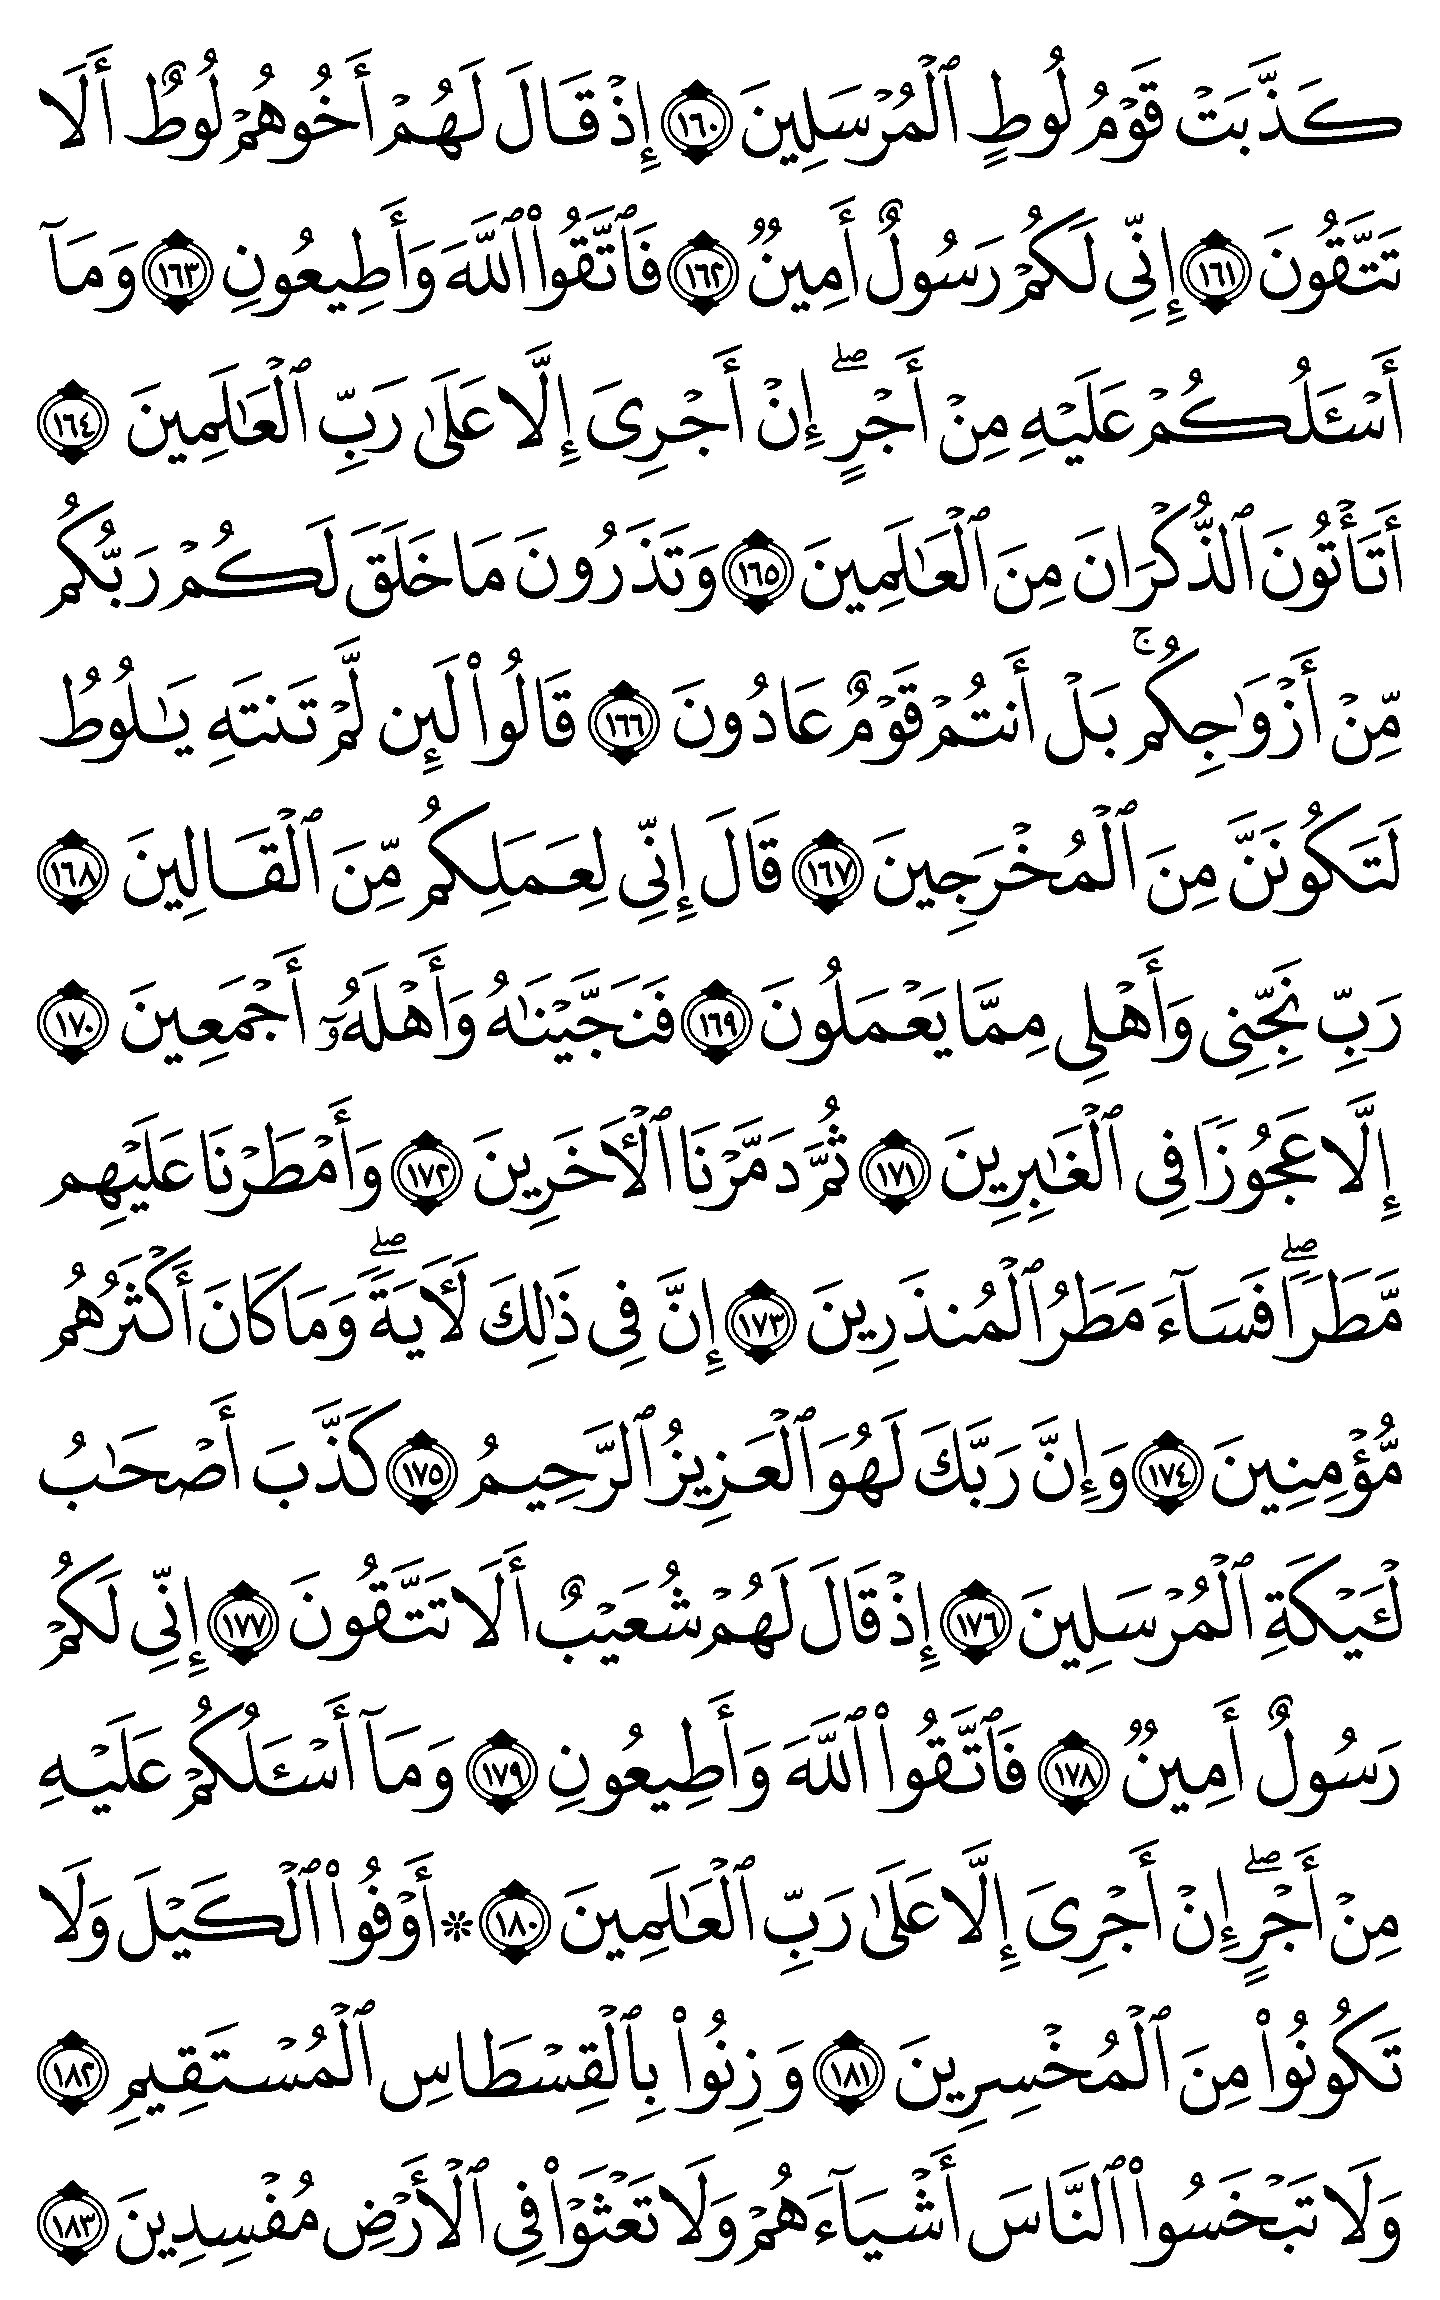 كَذَّبَتْ قَوْمُ لُوطٍ ٱلْمُرْسَلِينَ ١٦٠ إِذْ قَالَ لَهُمْ أَخُوهُمْ لُوطٌ أَلَا
تَتَّقُونَ ١٦١ إِنِّى لَكُمْ رَسُولٌ أَمِينٌ ١٦٢ فَٱتَّقُوا۟ ٱللَّهَ وَأَطِيعُونِ ١٦٣ وَمَآ
أَسْـَٔلُكُمْ عَلَيْهِ مِنْ أَجْرٍ ۖ إِنْ أَجْرِىَ إِلَّا عَلَىٰ رَبِّ ٱلْعَـٰلَمِينَ ١٦٤
أَتَأْتُونَ ٱلذُّكْرَانَ مِنَ ٱلْعَـٰلَمِينَ ١٦٥ وَتَذَرُونَ مَا خَلَقَ لَكُمْ رَبُّكُم
مِّنْ أَزْوَٰجِكُم ۚ بَلْ أَنتُمْ قَوْمٌ عَادُونَ ١٦٦ قَالُوا۟ لَئِن لَّمْ تَنتَهِ يَـٰلُوطُ
لَتَكُونَنَّ مِنَ ٱلْمُخْرَجِينَ ١٦٧ قَالَ إِنِّى لِعَمَلِكُم مِّنَ ٱلْقَالِينَ ١٦٨
رَبِّ نَجِّنِى وَأَهْلِى مِمَّا يَعْمَلُونَ ١٦٩ فَنَجَّيْنَـٰهُ وَأَهْلَهُۥٓ أَجْمَعِينَ ١٧٠
إِلَّا عَجُوزًا فِى ٱلْغَـٰبِرِينَ ١٧١ ثُمَّ دَمَّرْنَا ٱلْـَٔاخَرِينَ ١٧٢ وَأَمْطَرْنَا عَلَيْهِم
مَّطَرًا ۖ فَسَآءَ مَطَرُ ٱلْمُنذَرِينَ ١٧٣ إِنَّ فِى ذَٰلِكَ لَـَٔايَةً ۖ وَمَا كَانَ أَكْثَرُهُم
مُّؤْمِنِينَ ١٧٤ وَإِنَّ رَبَّكَ لَهُوَ ٱلْعَزِيزُ ٱلرَّحِيمُ ١٧٥ كَذَّبَ أَصْحَـٰبُ
لْـَٔيْكَةِ ٱلْمُرْسَلِينَ ١٧٦ إِذْ قَالَ لَهُمْ شُعَيْبٌ أَلَا تَتَّقُونَ ١٧٧ إِنِّى لَكُمْ
رَسُولٌ أَمِينٌ ١٧٨ فَٱتَّقُوا۟ ٱللَّهَ وَأَطِيعُونِ ١٧٩ وَمَآ أَسْـَٔلُكُمْ عَلَيْهِ
مِنْ أَجْرٍ ۖ إِنْ أَجْرِىَ إِلَّا عَلَىٰ رَبِّ ٱلْعَـٰلَمِينَ ١٨٠ ۞ أَوْفُوا۟ ٱلْكَيْلَ وَلَا
تَكُونُوا۟ مِنَ ٱلْمُخْسِرِينَ ١٨١ وَزِنُوا۟ بِٱلْقِسْطَاسِ ٱلْمُسْتَقِيمِ ١٨٢
وَلَا تَبْخَسُوا۟ ٱلنَّاسَ أَشْيَآءَهُمْ وَلَا تَعْثَوْا۟ فِى ٱلْأَرْضِ مُفْسِدِينَ ١٨٣